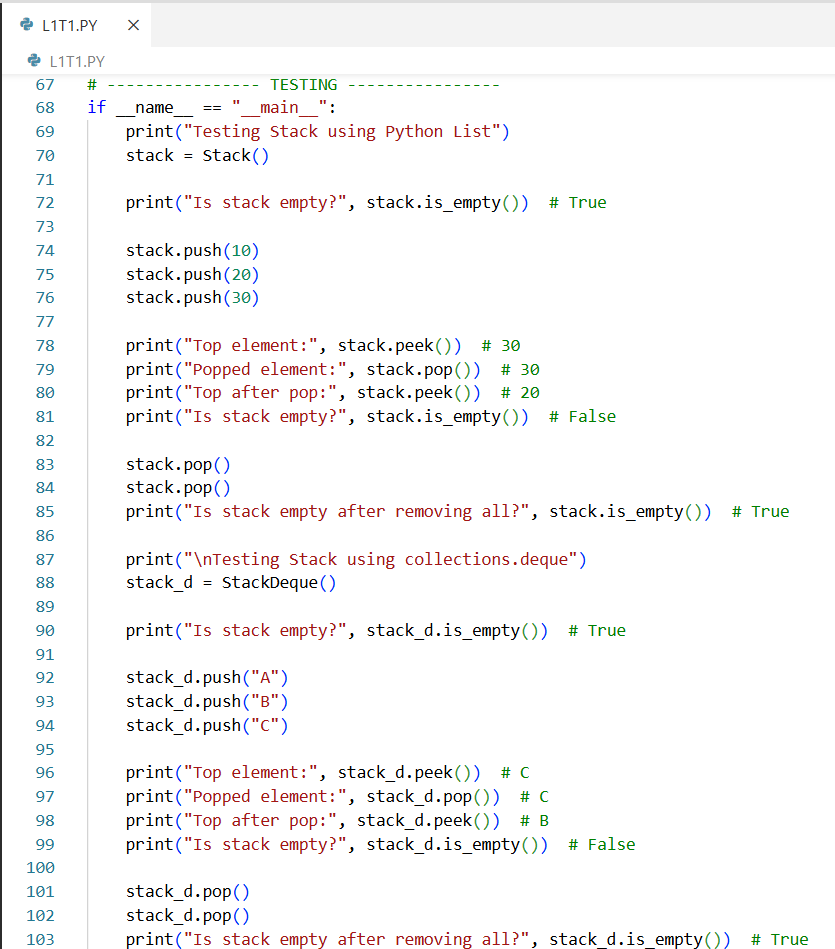 L1T1.PY ×
L1T1.PY
67 # ---------------- TESTING ----------------
68 if __name__ == "__main__":
69     print("Testing Stack using Python List")
70     stack = Stack()
71
72     print("Is stack empty?", stack.is_empty())  # True
73
74     stack.push(10)
75     stack.push(20)
76     stack.push(30)
77
78     print("Top element:", stack.peek())  # 30
79     print("Popped element:", stack.pop())  # 30
80     print("Top after pop:", stack.peek())  # 20
81     print("Is stack empty?", stack.is_empty())  # False
82
83     stack.pop()
84     stack.pop()
85     print("Is stack empty after removing all?", stack.is_empty())  # True
86
87     print("\nTesting Stack using collections.deque")
88     stack_d = StackDeque()
89
90     print("Is stack empty?", stack_d.is_empty())  # True
91
92     stack_d.push("A")
93     stack_d.push("B")
94     stack_d.push("C")
95
96     print("Top element:", stack_d.peek())  # C
97     print("Popped element:", stack_d.pop())  # C
98     print("Top after pop:", stack_d.peek())  # B
99     print("Is stack empty?", stack_d.is_empty())  # False
100
101     stack_d.pop()
102     stack_d.pop()
103     print("Is stack empty after removing all?", stack_d.is_empty())  # True